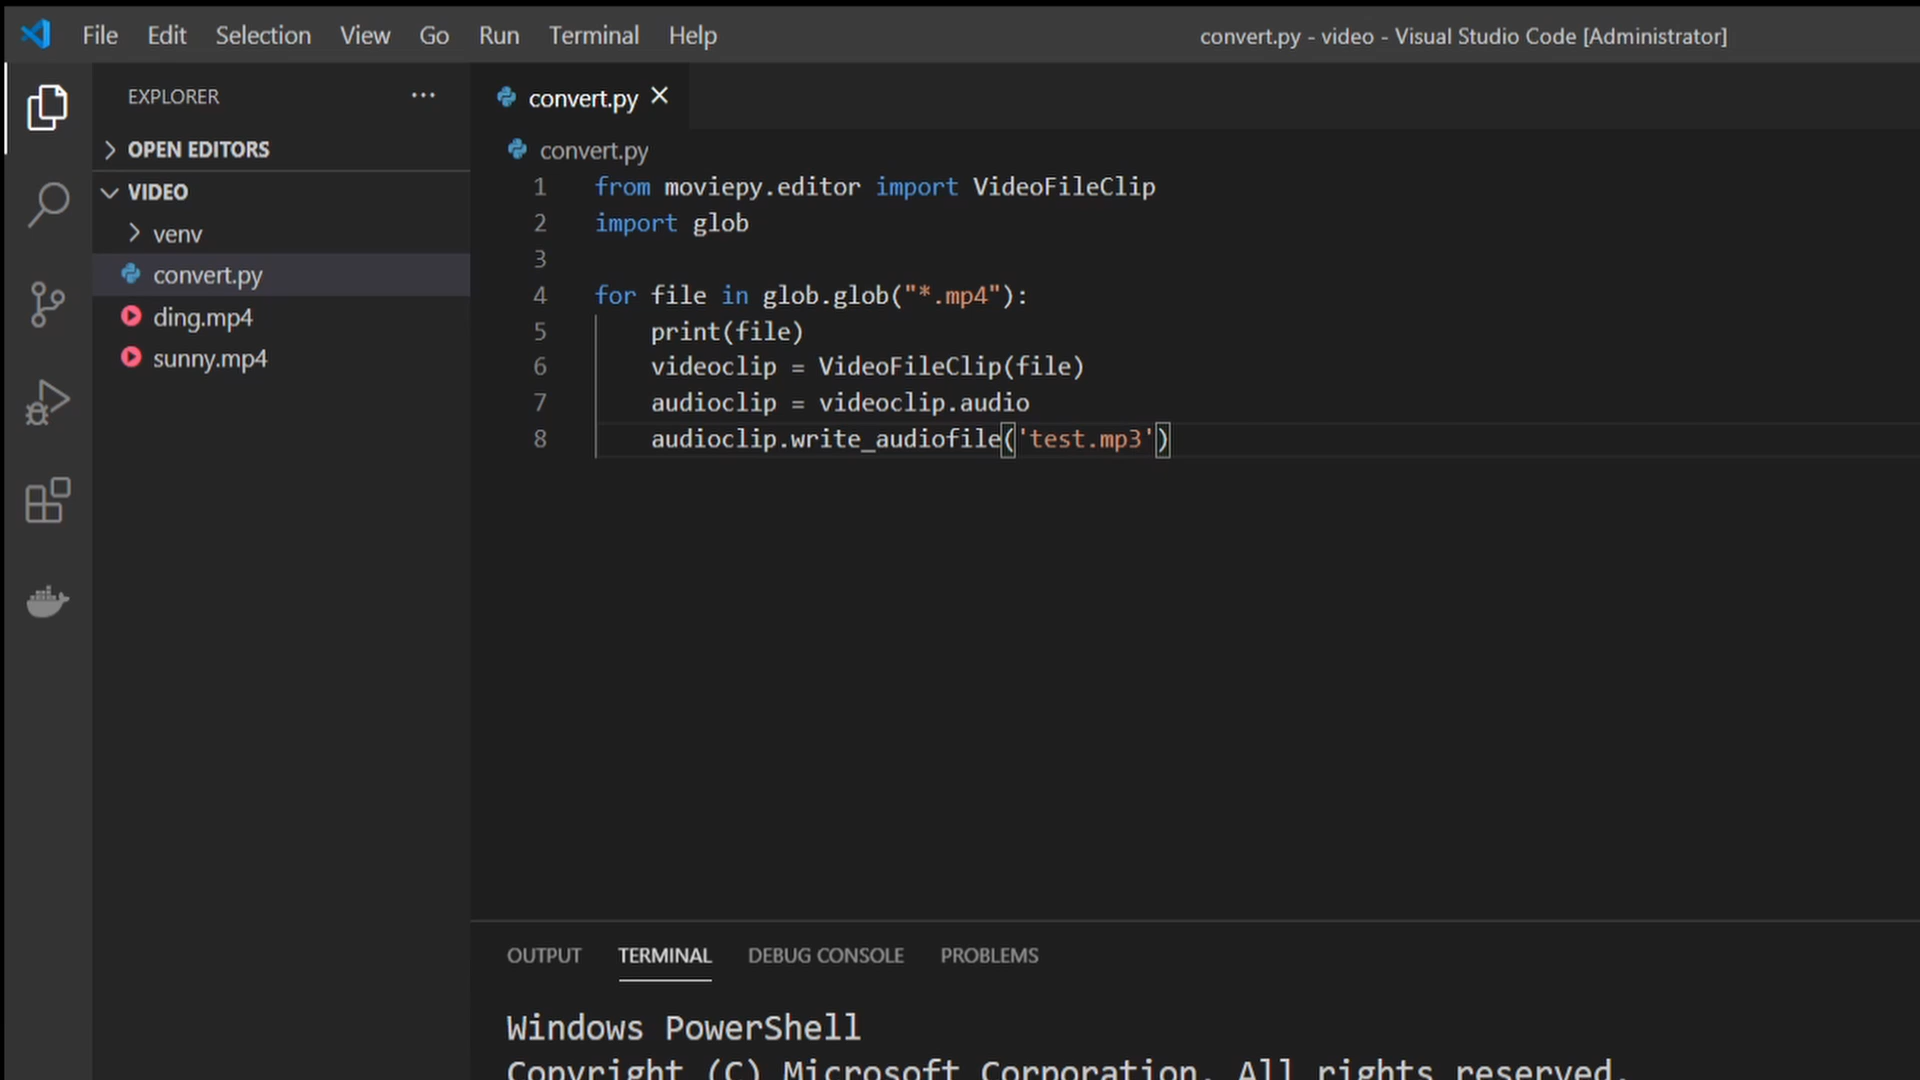 File Edit Selection View Go Run Terminal Help
convert.py - video - Visual Studio Code [Administrator]
EXPLORER
OPEN EDITORS
VIDEO
venv
convert.py
ding.mp4
sunny.mp4
convert.py
convert.py
1 from moviepy.editor import VideoFileClip
2 import glob
3
4 for file in glob.glob("*.mp4"):
5 print(file)
6 videoclip = VideoFileClip(file)
7 audioclip = videoclip.audio
8 audioclip.write_audiofile('test.mp3')
OUTPUT TERMINAL DEBUG CONSOLE PROBLEMS
Windows PowerShell
Copyright (C) Microsoft Corporation. All rights reserved.